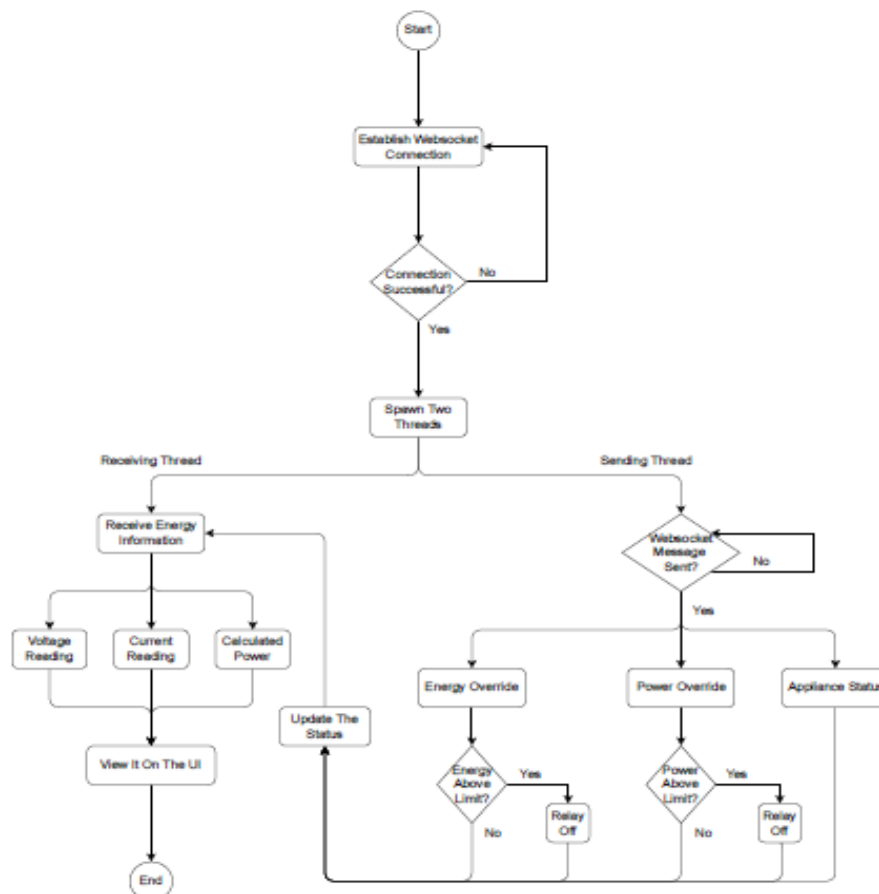 Start
Establish Websocket
Connection
Connection
Successful?
No
Yes
Spawn Two
Threads
Receiving Thread
Sending Thread
Receive Energy
Information
Websocket
Message
Sent?
No
Yes
Voltage
Reading
Current
Reading
Calculated
Power
Energy Override
Power Override
Appliance Status
Update The
Status
View It On The UI
Energy
Above
Limit?
Yes
Relay
Off
No
Power
Above
Limit?
Yes
Relay
Off
No
End